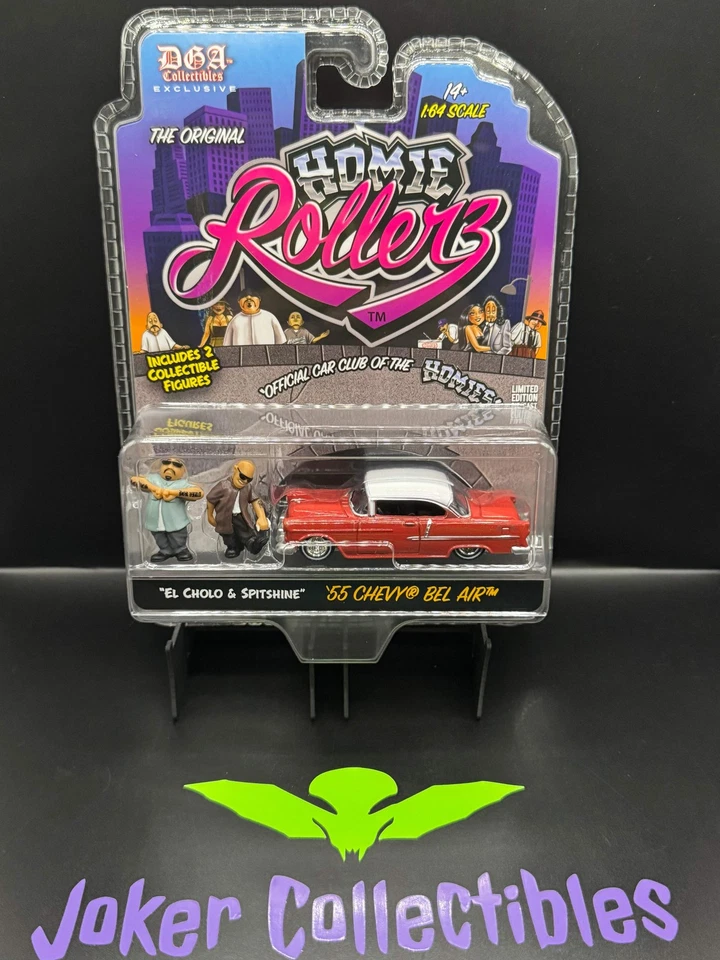 DGA™
Collectibles
EXCLUSIVE
14+
1:64 SCALE
THE ORIGINAL
HOMIE
Rollerz
TM
INCLUDES 2
COLLECTIBLE
FIGURES
"OFFICIAL CAR CLUB OF THE HOMIES"
LIMITED
EDITION
"EL CHOLO & SPITSHINE" '55 CHEVY® BEL AIR™
Joker Collectibles